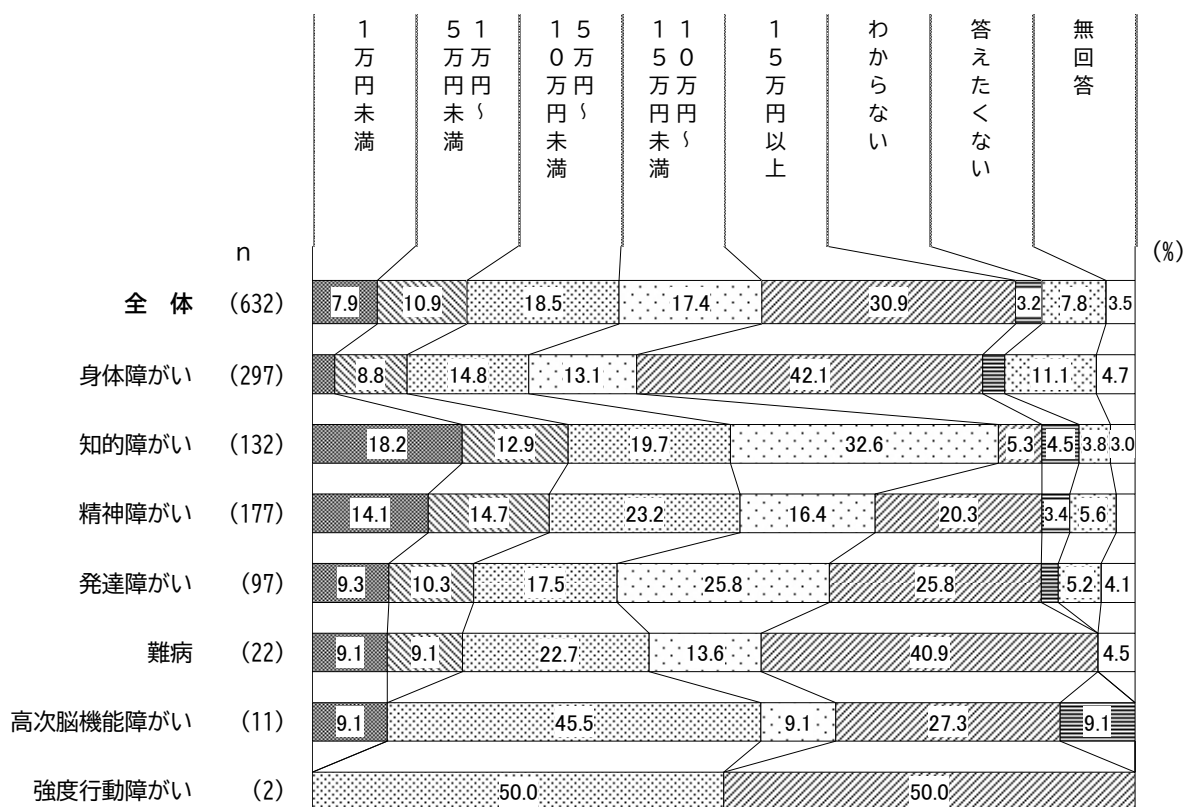 1万円未満
1万円～5万円未満
5万円～10万円未満
10万円～15万円未満
15万円以上
わからない
答えたくない
無回答
n
(%)
全　体 (632) 7.9 10.9 18.5 17.4 30.9 3.2 7.8 3.5
身体障がい (297) 8.8 14.8 13.1 42.1 11.1 4.7
知的障がい (132) 18.2 12.9 19.7 32.6 5.3 4.5 3.8 3.0
精神障がい (177) 14.1 14.7 23.2 16.4 20.3 3.4 5.6
発達障がい (97) 9.3 10.3 17.5 25.8 25.8 5.2 4.1
難病 (22) 9.1 9.1 22.7 13.6 40.9 4.5
高次脳機能障がい (11) 9.1 45.5 9.1 27.3 9.1
強度行動障がい (2) 50.0 50.0